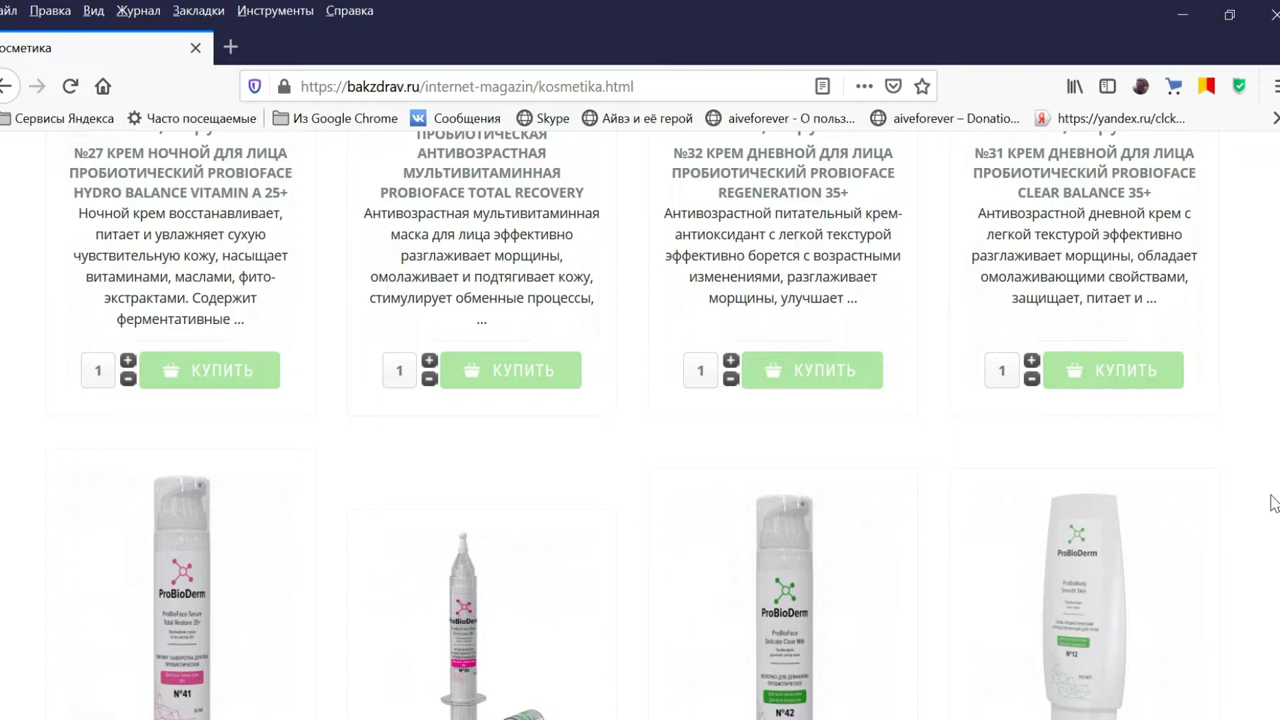 айл Правка Вид Журнал Закладки Инструменты Справка
осметика
https://bakzdrav.ru/internet-magazin/kosmetika.html
Сервисы Яндекса Часто посещаемые Из Google Chrome Сообщения Skype Айвэ и её герой aiveforever - О польз... aiveforever – Donatio... https://yandex.ru/clck...
№27 КРЕМ НОЧНОЙ ДЛЯ ЛИЦА
ПРОБИОТИЧЕСКИЙ PROBIOFACE
HYDRO BALANCE VITAMIN A 25+
Ночной крем восстанавливает,
питает и увлажняет сухую
чувствительную кожу, насыщает
витаминами, маслами, фито-
экстрактами. Содержит
ферментативные ...
1 КУПИТЬ
ПРОБИОТИЧЕСКАЯ
АНТИВОЗРАСТНАЯ
МУЛЬТИВИТАМИННАЯ
PROBIOFACE TOTAL RECOVERY
Антивозрастная мультивитаминная
маска для лица эффективно
разглаживает морщины,
омолаживает и подтягивает кожу,
стимулирует обменные процессы,
...
1 КУПИТЬ
№32 КРЕМ ДНЕВНОЙ ДЛЯ ЛИЦА
ПРОБИОТИЧЕСКИЙ PROBIOFACE
REGENERATION 35+
Антивозрастной питательный крем-
антиоксидант с легкой текстурой
эффективно борется с возрастными
изменениями, разглаживает
морщины, улучшает ...
1 КУПИТЬ
№31 КРЕМ ДНЕВНОЙ ДЛЯ ЛИЦА
ПРОБИОТИЧЕСКИЙ PROBIOFACE
CLEAR BALANCE 35+
Антивозрастной дневной крем с
легкой текстурой эффективно
разглаживает морщины, обладает
омолаживающими свойствами,
защищает, питает и ...
1 КУПИТЬ
ProBioDerm
ProBioFace Serum
Total Restore 35+
№41
ProBioDerm
ProBioDerm
ProBioFace
Delicate Clear Milk
№42
ProBioDerm
ProBioBody
Smooth Skin
№12